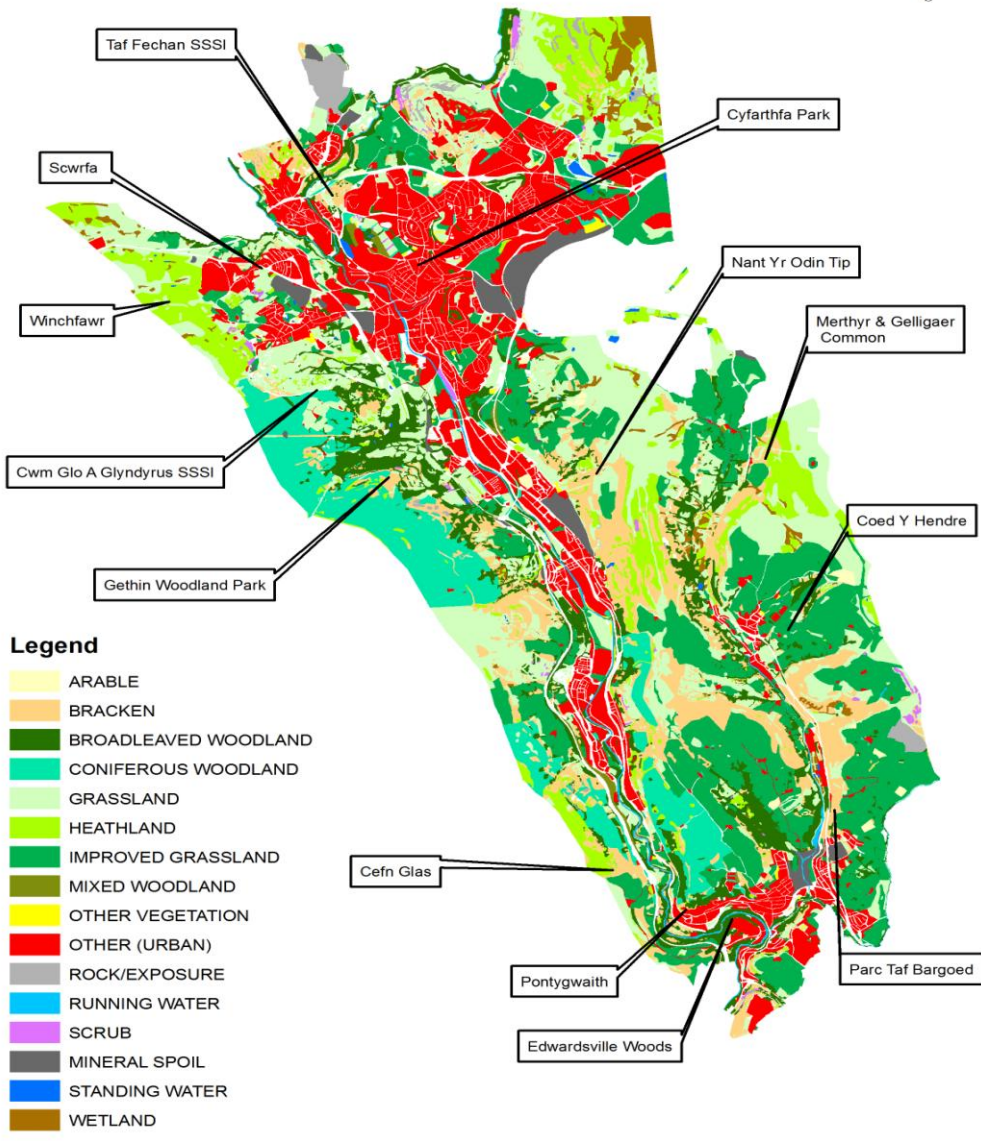 Taf Fechan SSSI
Cyfarthfa Park
Scwrfa
Nant Yr Odin Tip
Winchfawr
Merthyr & Gelligaer
Common
Cwm Glo A Glyndyrus SSSI
Coed Y Hendre
Gethin Woodland Park
Legend
ARABLE
BRACKEN
BROADLEAVED WOODLAND
CONIFEROUS WOODLAND
GRASSLAND
HEATHLAND
IMPROVED GRASSLAND
MIXED WOODLAND
OTHER VEGETATION
OTHER (URBAN)
ROCK/EXPOSURE
RUNNING WATER
SCRUB
MINERAL SPOIL
STANDING WATER
WETLAND
Cefn Glas
Pontygwaith
Parc Taf Bargoed
Edwardsville Woods